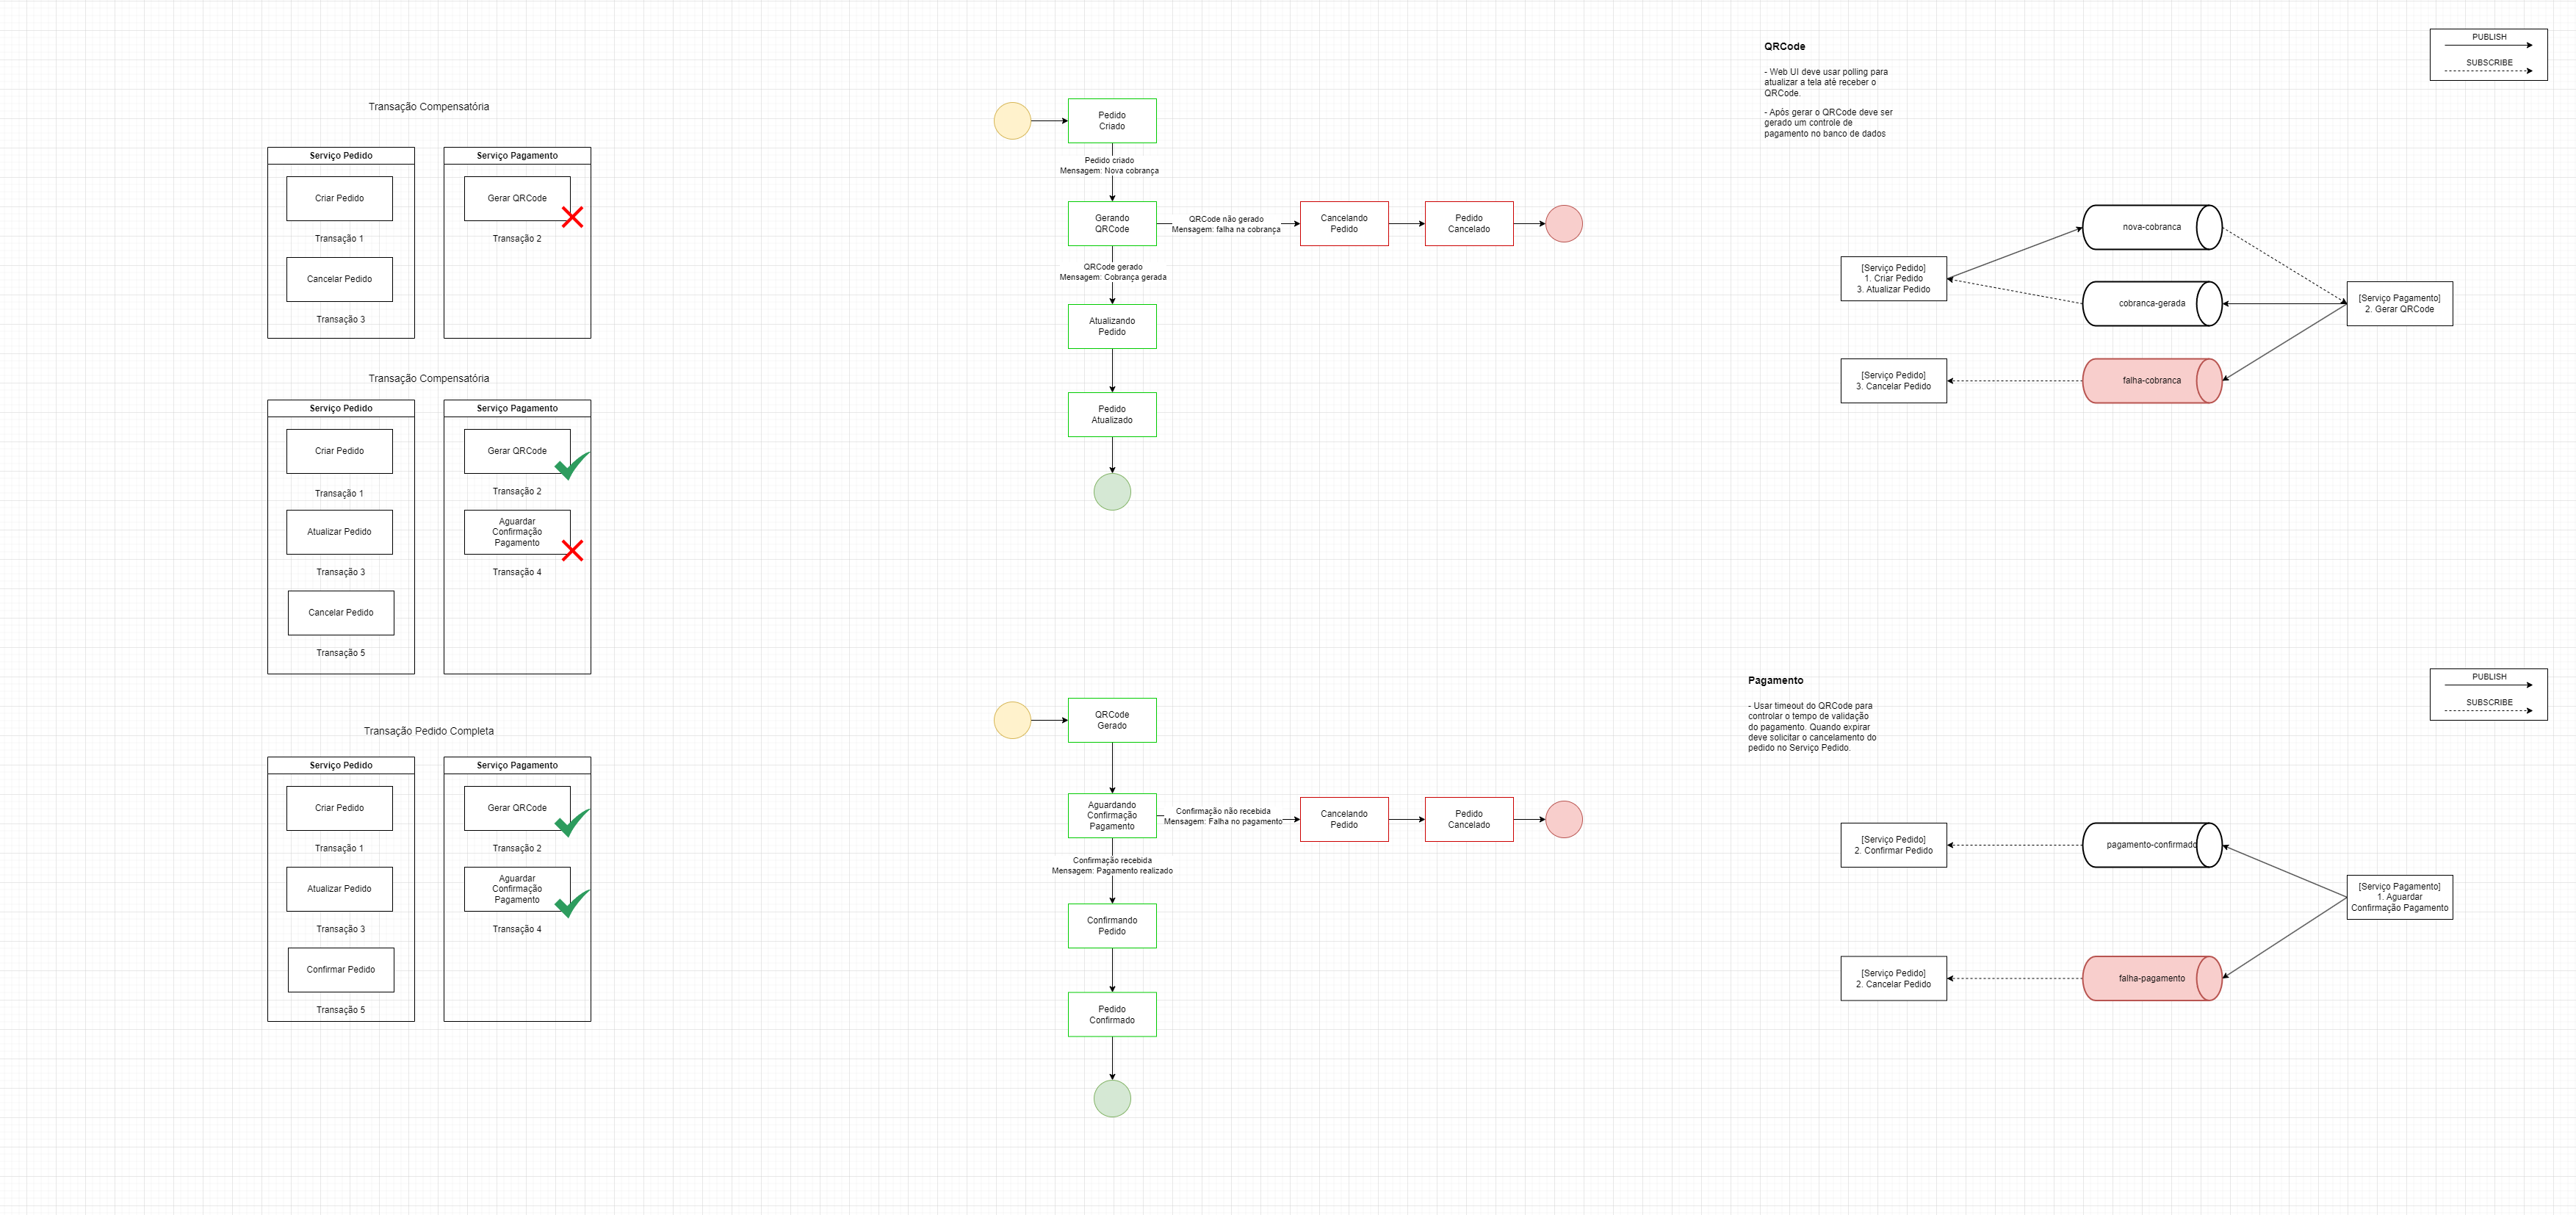 Transação Compensatória
Serviço Pedido
Criar Pedido
Transação 1
Cancelar Pedido
Transação 3
Serviço Pagamento
Gerar QRCode
Transação 2
Transação Compensatória
Serviço Pedido
Criar Pedido
Transação 1
Atualizar Pedido
Transação 3
Cancelar Pedido
Transação 5
Serviço Pagamento
Gerar QRCode
Transação 2
Aguardar
Confirmação
Pagamento
Transação 4
Transação Pedido Completa
Serviço Pedido
Criar Pedido
Transação 1
Atualizar Pedido
Transação 3
Confirmar Pedido
Transação 5
Serviço Pagamento
Gerar QRCode
Transação 2
Aguardar
Confirmação
Pagamento
Transação 4
Pedido
Criado
Pedido criado
Mensagem: Nova cobrança
Gerando
QRCode
QRCode não gerado
Mensagem: falha na cobrança
Cancelando
Pedido
Pedido
Cancelado
QRCode gerado
Mensagem: Cobrança gerada
Atualizando
Pedido
Pedido
Atualizado
QRCode
Gerado
Aguardando
Confirmação
Pagamento
Confirmação não recebida
Mensagem: Falha no pagamento
Cancelando
Pedido
Pedido
Cancelado
Confirmação recebida
Mensagem: Pagamento realizado
Confirmando
Pedido
Pedido
Confirmado
QRCode
- Web UI deve usar polling para
atualizar a tela atè receber o
QRCode.
- Após gerar o QRCode deve ser
gerado um controle de
pagamento no banco de dados
PUBLISH
SUBSCRIBE
nova-cobranca
[Serviço Pedido]
1. Criar Pedido
3. Atualizar Pedido
cobranca-gerada
[Serviço Pagamento]
2. Gerar QRCode
[Serviço Pedido]
3. Cancelar Pedido
falha-cobranca
Pagamento
- Usar timeout do QRCode para
controlar o tempo de validação
do pagamento. Quando expirar
deve solicitar o cancelamento do
pedido no Serviço Pedido.
PUBLISH
SUBSCRIBE
[Serviço Pedido]
2. Confirmar Pedido
pagamento-confirmado
[Serviço Pagamento]
1. Aguardar
Confirmação Pagamento
[Serviço Pedido]
2. Cancelar Pedido
falha-pagamento